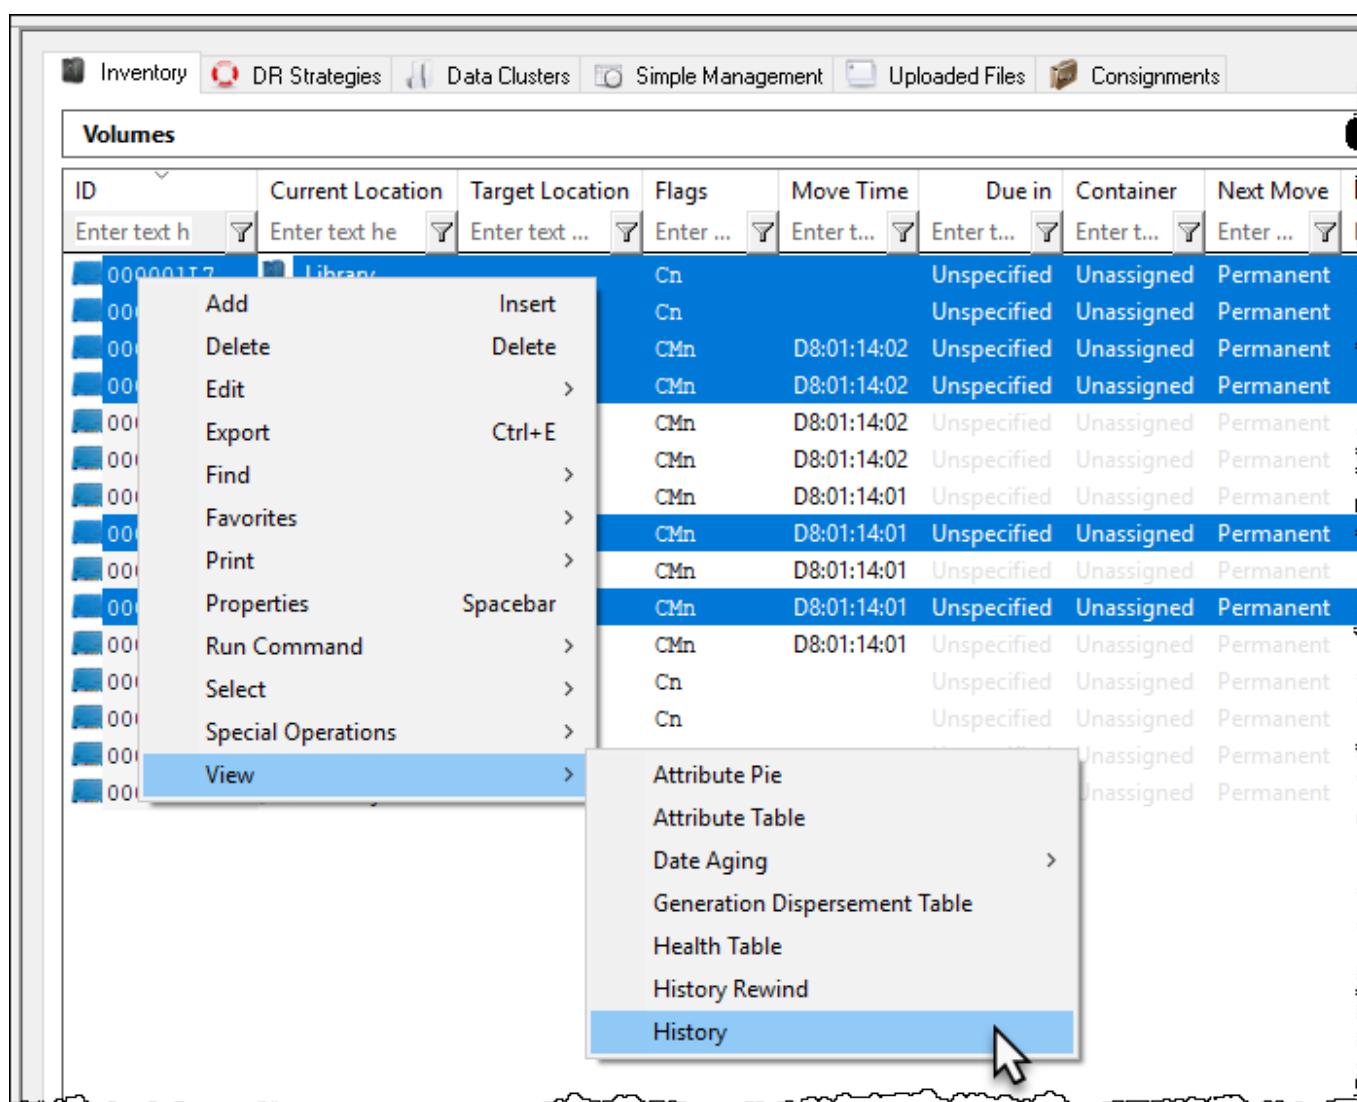 Inventory DR Strategies Data Clusters Simple Management Uploaded Files Consignments
Volumes
ID Current Location Target Location Flags Move Time Due in Container Next Move
Enter text h Enter text he Enter text ... Enter ... Enter t... Enter t... Enter t... Enter ...
Library Cn Unspecified Unassigned Permanent
Cn Unspecified Unassigned Permanent
CMn D8:01:14:02 Unspecified Unassigned Permanent
CMn D8:01:14:02 Unspecified Unassigned Permanent
CMn D8:01:14:02 Unspecified Unassigned Permanent
CMn D8:01:14:02 Unspecified Unassigned Permanent
CMn D8:01:14:01 Unspecified Unassigned Permanent
CMn D8:01:14:01 Unspecified Unassigned Permanent
CMn D8:01:14:01 Unspecified Unassigned Permanent
CMn D8:01:14:01 Unspecified Unassigned Permanent
CMn D8:01:14:01 Unspecified Unassigned Permanent
Cn Unspecified Unassigned Permanent
Cn Unspecified Unassigned Permanent
Unassigned Permanent
Unassigned Permanent
Add Insert
Delete Delete
Edit
Export Ctrl+E
Find
Favorites
Print
Properties Spacebar
Run Command
Select
Special Operations
View
Attribute Pie
Attribute Table
Date Aging
Generation Dispersement Table
Health Table
History Rewind
History